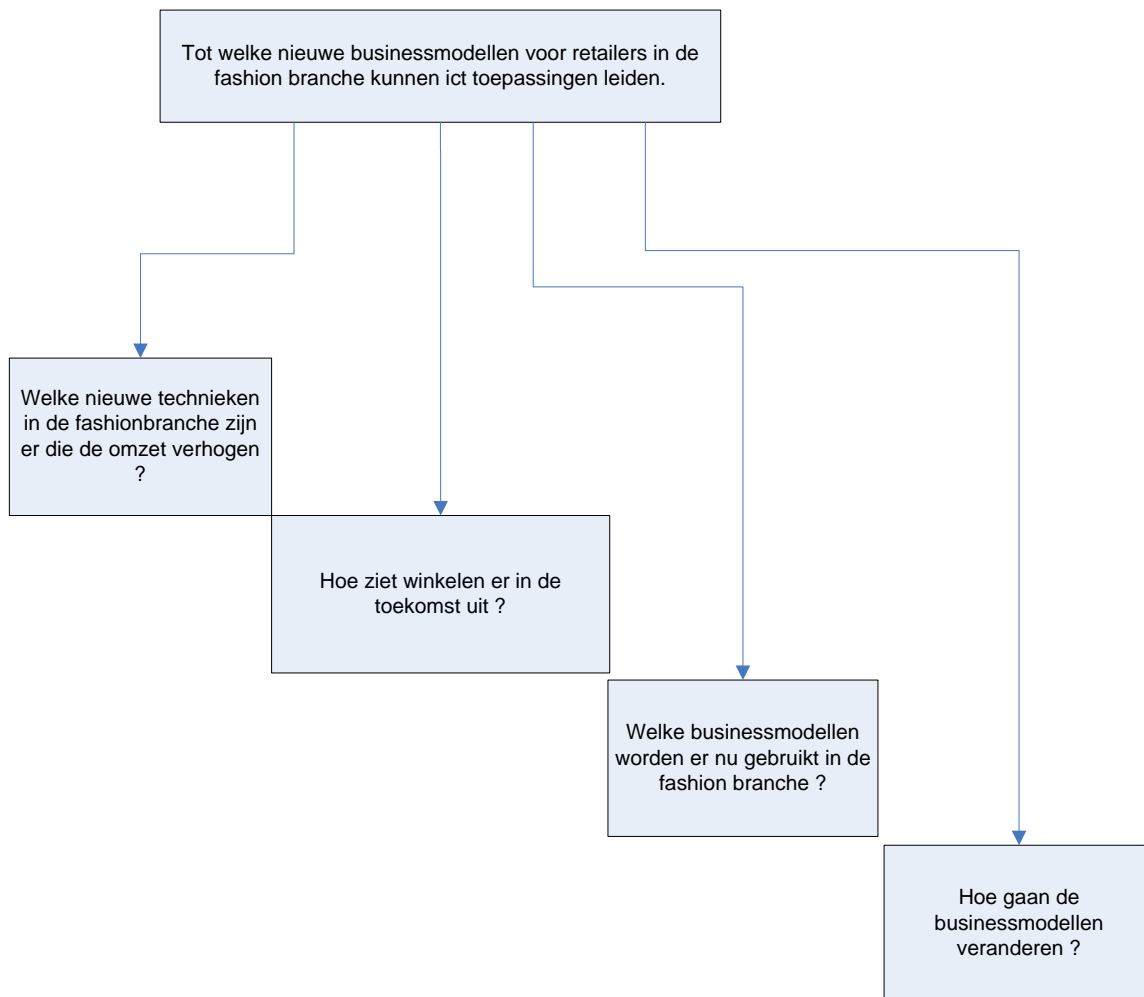 Tot welke nieuwe businessmodellen voor retailers in de
fashion branche kunnen ict toepassingen leiden.
Welke nieuwe technieken
in de fashionbranche zijn
er die de omzet verhogen
?
Hoe ziet winkelen er in de
toekomst uit ?
Welke businessmodellen
worden er nu gebruikt in de
fashion branche ?
Hoe gaan de
businessmodellen
veranderen ?